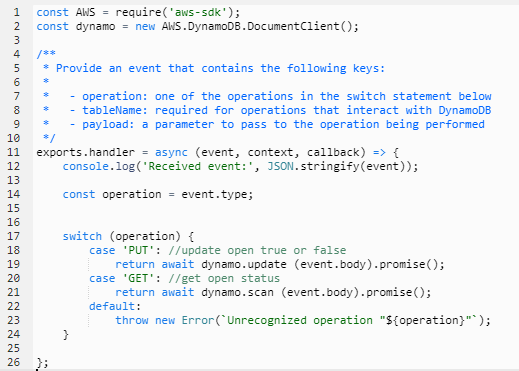 1 const AWS = require('aws-sdk');
2 const dynamo = new AWS.DynamoDB.DocumentClient();
3
4 /**
5 * Provide an event that contains the following keys:
6 *
7 *   - operation: one of the operations in the switch statement below
8 *   - tableName: required for operations that interact with DynamoDB
9 *   - payload: a parameter to pass to the operation being performed
10 */
11 exports.handler = async (event, context, callback) => {
12     console.log('Received event:', JSON.stringify(event));
13
14     const operation = event.type;
15
16
17     switch (operation) {
18         case 'PUT': //update open true or false
19             return await dynamo.update (event.body).promise();
20         case 'GET': //get open status
21             return await dynamo.scan (event.body).promise();
22         default:
23             throw new Error(`Unrecognized operation "${operation}"`);
24     }
25
26 };